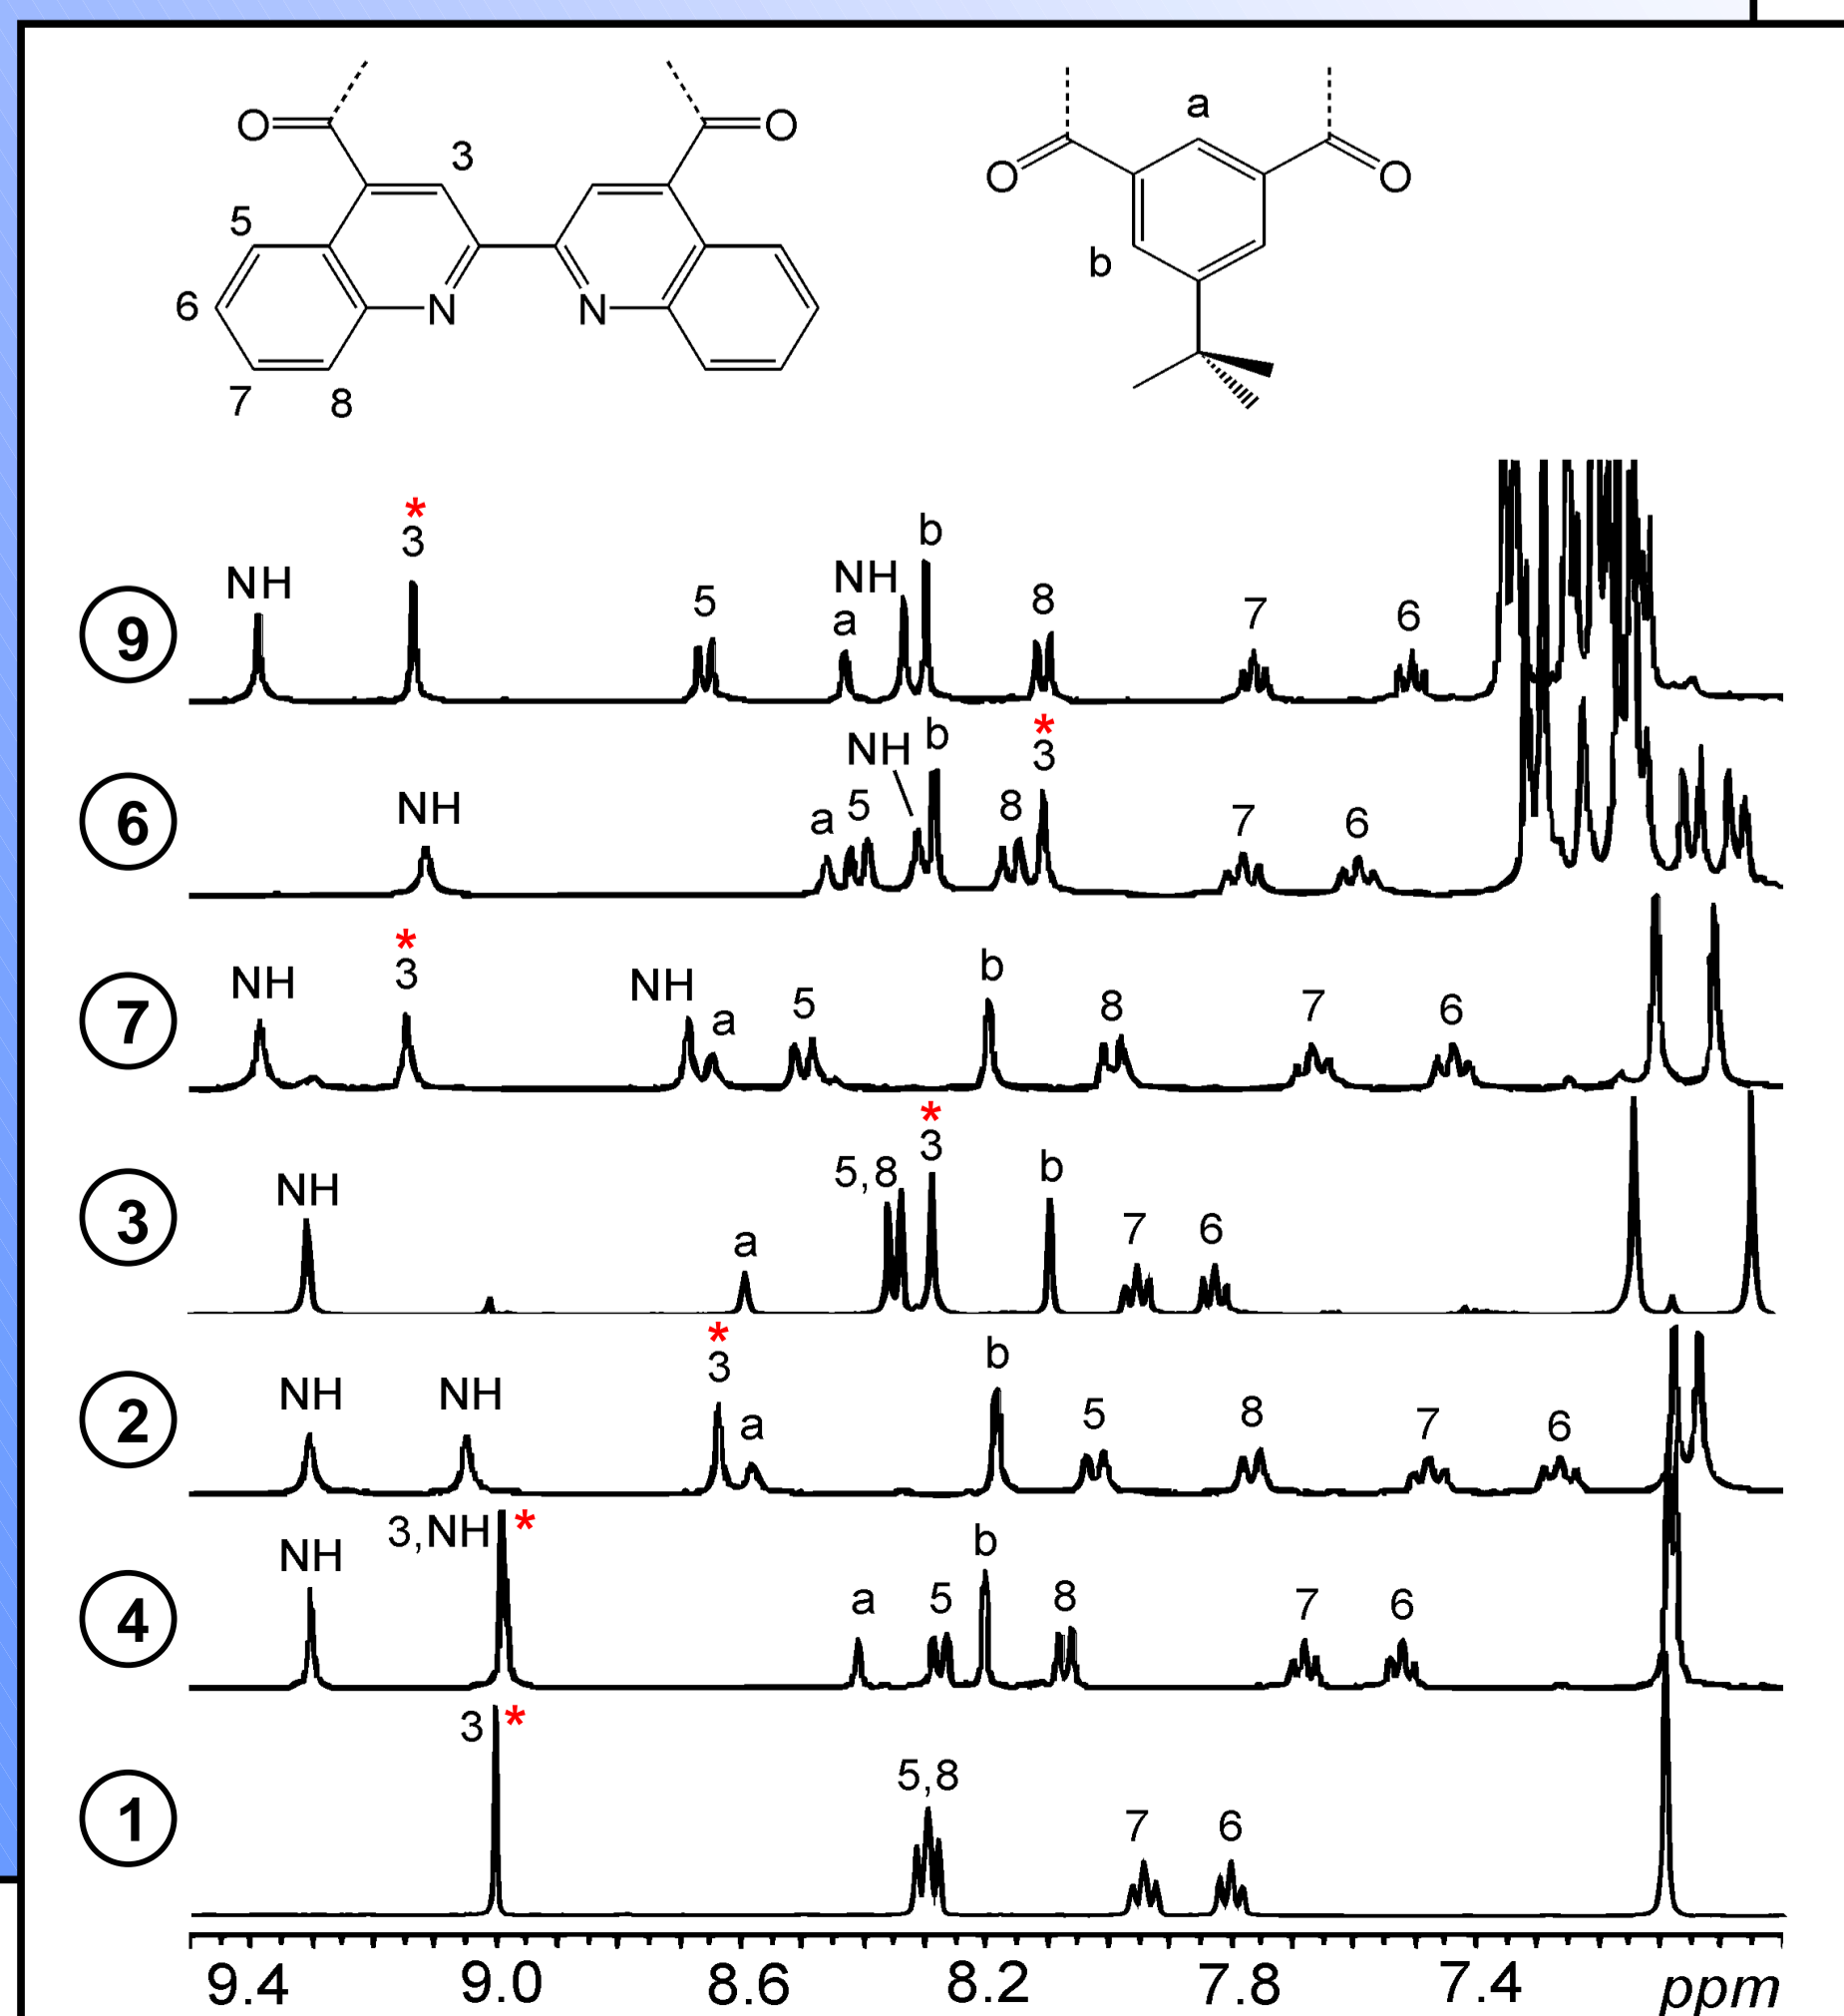 O O
3
5
6
7 8
N N
a
O O
b
9
NH * 3 5 a NH b 8 7 6
6
NH a 5 NH b 8 * 3 7 6
7
NH * 3 NH a 5 b 8 7 6
3
NH a 5,8 * 3 b 7 6
2
NH NH * 3 a b 5 8 7 6
4
NH 3,NH * a 5 b 8 7 6
1
3 * 5,8 7 6
9.4 9.0 8.6 8.2 7.8 7.4 ppm